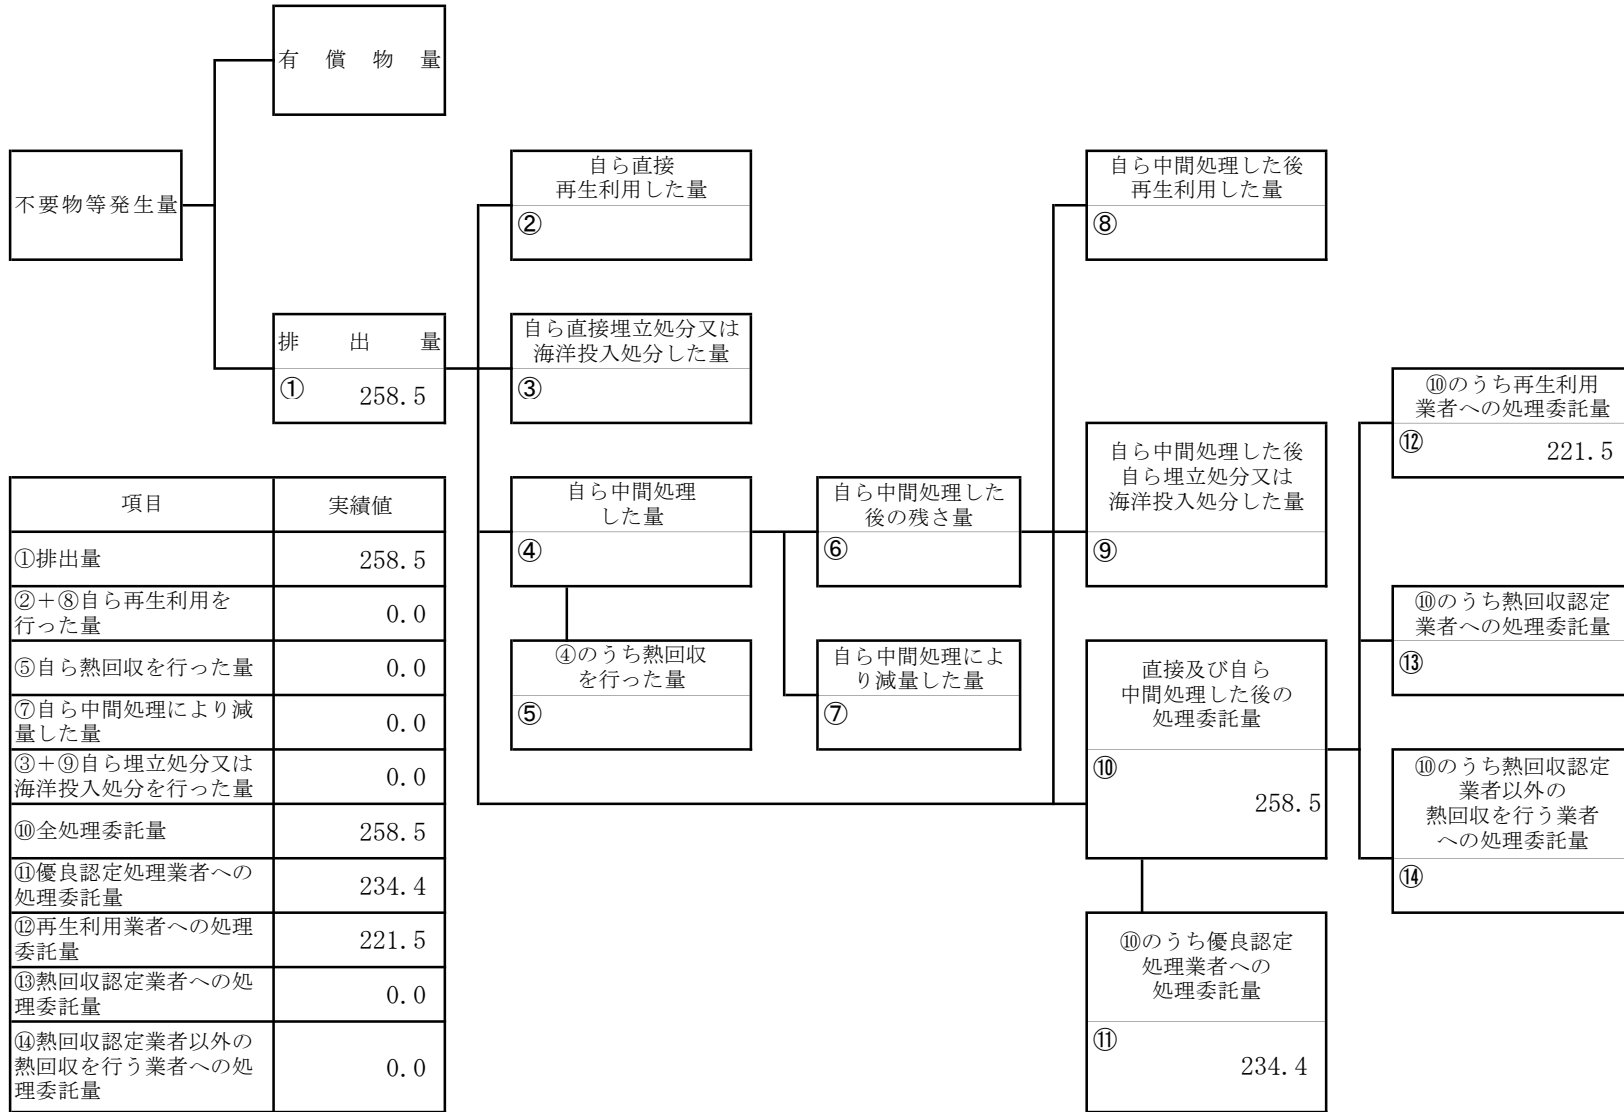 有償物量
不要物等発生量
排出量
① 258.5
自ら直接
再生利用した量
②
自ら直接埋立処分又は
海洋投入処分した量
③
自ら中間処理
した量
④
④のうち熱回収
を行った量
⑤
自ら中間処理した
後の残さ量
⑥
自ら中間処理によ
り減量した量
⑦
自ら中間処理した後
再生利用した量
⑧
自ら中間処理した後
自ら埋立処分又は
海洋投入処分した量
⑨
直接及び自ら
中間処理した後の
処理委託量
⑩
258.5
⑩のうち優良認定
処理業者への
処理委託量
⑪
234.4
⑩のうち再生利用
業者への処理委託量
⑫ 221.5
⑩のうち熱回収認定
業者への処理委託量
⑬
⑩のうち熱回収認定
業者以外の
熱回収を行う業者
への処理委託量
⑭
項目 実績値
①排出量 258.5
②+⑧自ら再生利用を
行った量 0.0
⑤自ら熱回収を行った量 0.0
⑦自ら中間処理により減
量した量 0.0
③+⑨自ら埋立処分又は
海洋投入処分を行った量 0.0
⑩全処理委託量 258.5
⑪優良認定処理業者への
処理委託量 234.4
⑫再生利用業者への処理
委託量 221.5
⑬熱回収認定業者への処
理委託量 0.0
⑭熱回収認定業者以外の
熱回収を行う業者への処
理委託量 0.0